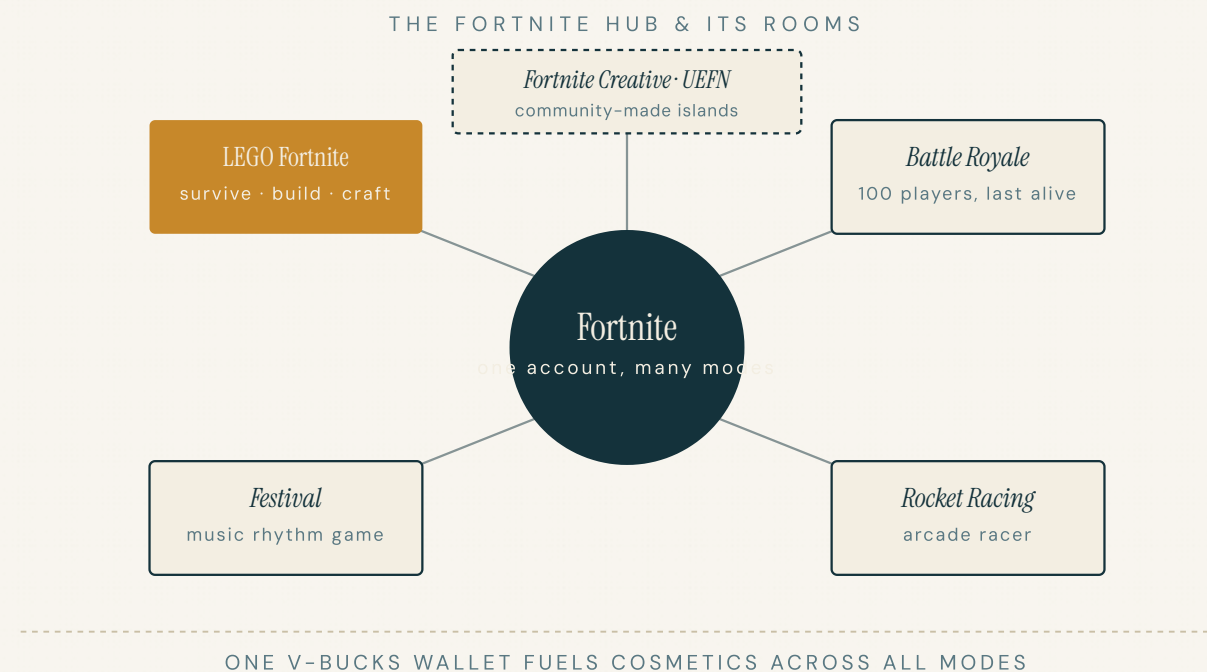 THE FORTNITE HUB & ITS ROOMS
Fortnite Creative · UEFN
community-made islands
LEGO Fortnite
survive · build · craft
Battle Royale
100 players, last alive
Fortnite
one account, many modes
Festival
music rhythm game
Rocket Racing
arcade racer
ONE V-BUCKS WALLET FUELS COSMETICS ACROSS ALL MODES